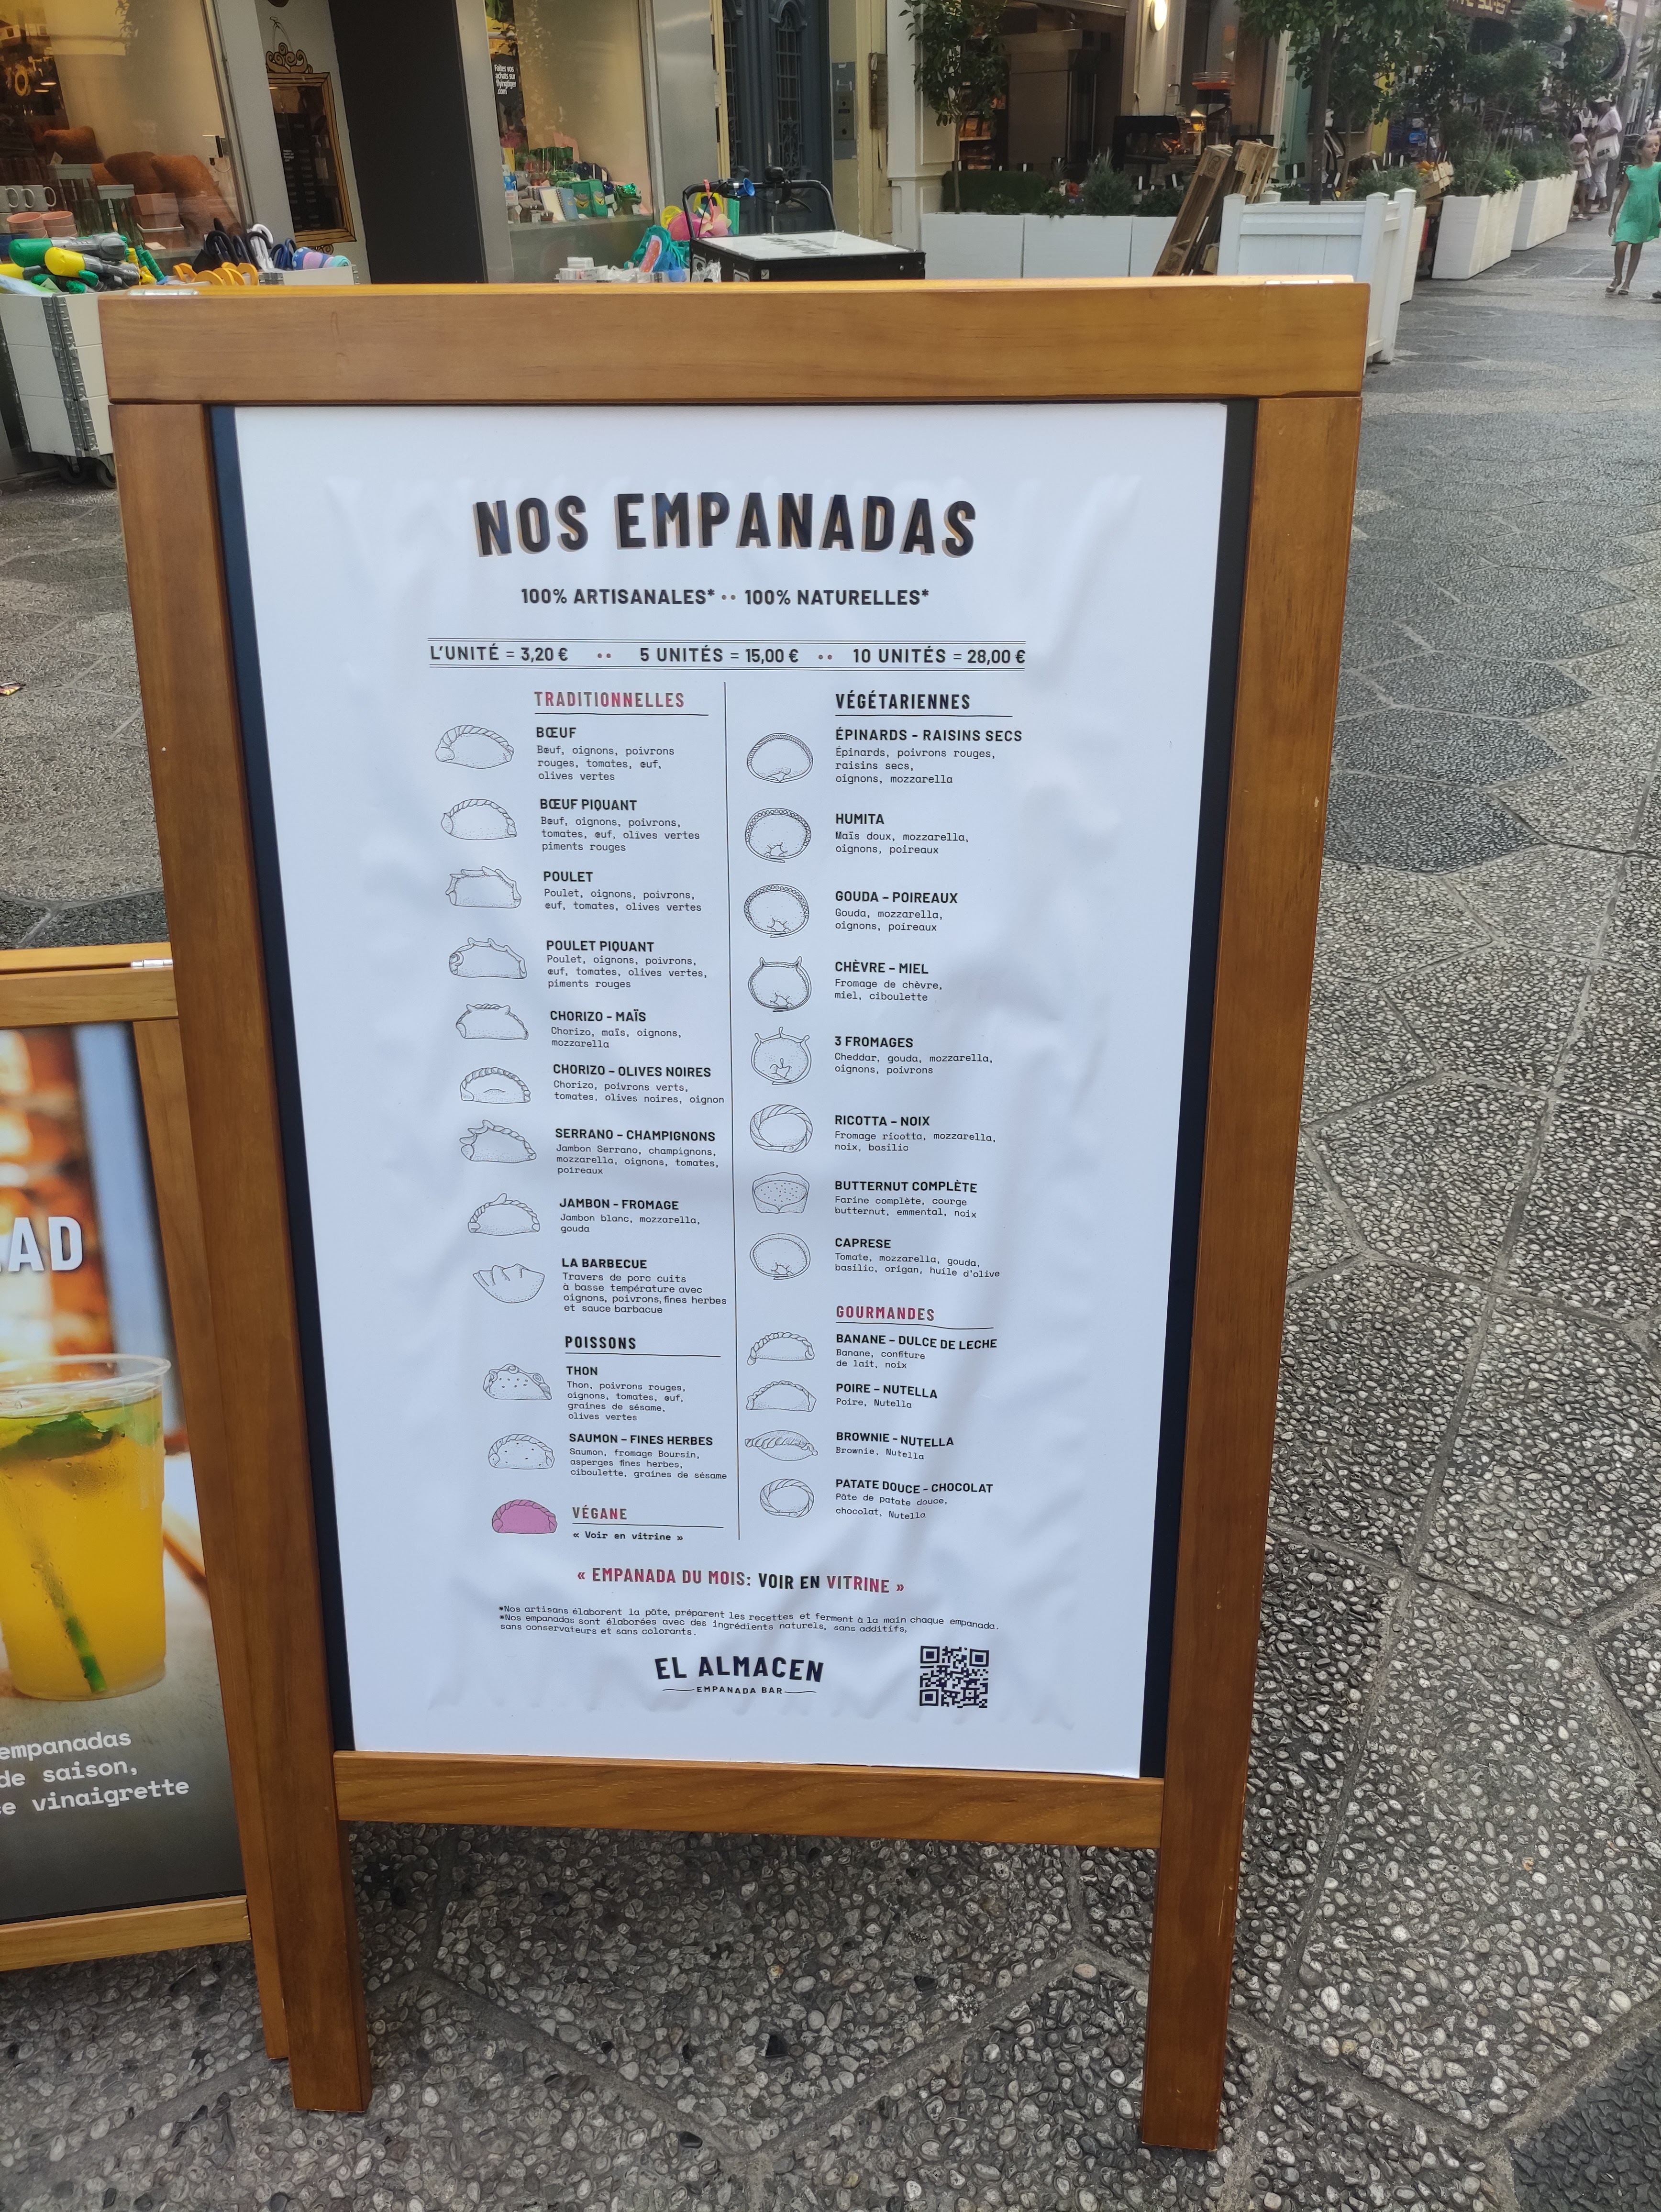 Faites vos
achats sur
flyingtiger
.com
NOS EMPANADAS
100% ARTISANALES* •• 100% NATURELLES*
L'UNITÉ = 3,20 € •• 5 UNITÉS = 15,00 € •• 10 UNITÉS = 28,00 €
TRADITIONNELLES
BŒUF
Bœuf, oignons, poivrons
rouges, tomates, œuf,
olives vertes
BŒUF PIQUANT
Bœuf, oignons, poivrons,
tomates, œuf, olives vertes
piments rouges
POULET
Poulet, oignons, poivrons,
œuf, tomates, olives vertes
POULET PIQUANT
Poulet, oignons, poivrons,
œuf, tomates, olives vertes,
piments rouges
CHORIZO - MAÏS
Chorizo, maïs, oignons,
mozzarella
CHORIZO - OLIVES NOIRES
Chorizo, poivrons verts,
tomates, olives noires, oignon
SERRANO - CHAMPIGNONS
Jambon Serrano, champignons,
mozzarella, oignons, tomates,
poireaux
JAMBON - FROMAGE
Jambon blanc, mozzarella,
gouda
LA BARBECUE
Travers de porc cuits
à basse température avec
oignons, poivrons, fines herbes
et sauce barbacue
POISSONS
THON
Thon, poivrons rouges,
oignons, tomates, œuf,
graines de sésame,
olives vertes
SAUMON - FINES HERBES
Saumon, fromage Boursin,
asperges fines herbes,
ciboulette, graines de sésame
VÉGANE
« Voir en vitrine »
VÉGÉTARIENNES
ÉPINARDS - RAISINS SECS
Épinards, poivrons rouges,
raisins secs,
oignons, mozzarella
HUMITA
Maïs doux, mozzarella,
oignons, poireaux
GOUDA - POIREAUX
Gouda, mozzarella,
oignons, poireaux
CHÈVRE - MIEL
Fromage de chèvre,
miel, ciboulette
3 FROMAGES
Cheddar, gouda, mozzarella,
oignons, poivrons
RICOTTA - NOIX
Fromage ricotta, mozzarella,
noix, basilic
BUTTERNUT COMPLÈTE
Farine complète, courge
butternut, emmental, noix
CAPRESE
Tomate, mozzarella, gouda,
basilic, origan, huile d'olive
GOURMANDES
BANANE - DULCE DE LECHE
Banane, confiture
de lait, noix
POIRE - NUTELLA
Poire, Nutella
BROWNIE - NUTELLA
Brownie, Nutella
PATATE DOUCE - CHOCOLAT
Pâte de patate douce,
chocolat, Nutella
« EMPANADA DU MOIS: VOIR EN VITRINE »
*Nos artisans élaborent la pâte, préparent les recettes et ferment à la main chaque empanada.
*Nos empanadas sont élaborées avec des ingrédients naturels, sans additifs,
sans conservateurs et sans colorants.
EL ALMACEN
EMPANADA BAR
AD
empanadas
de saison,
e vinaigrette